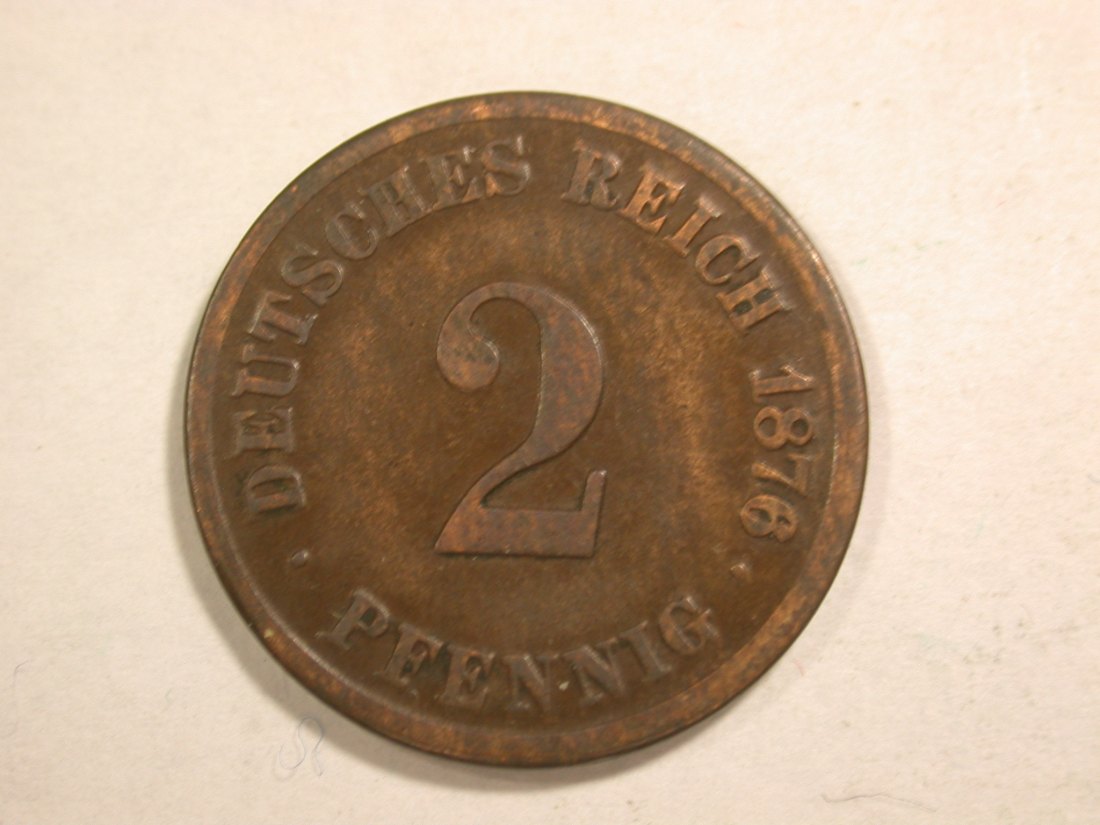 DEUTSCHES REICH 1876
2
· PFENNIG ·